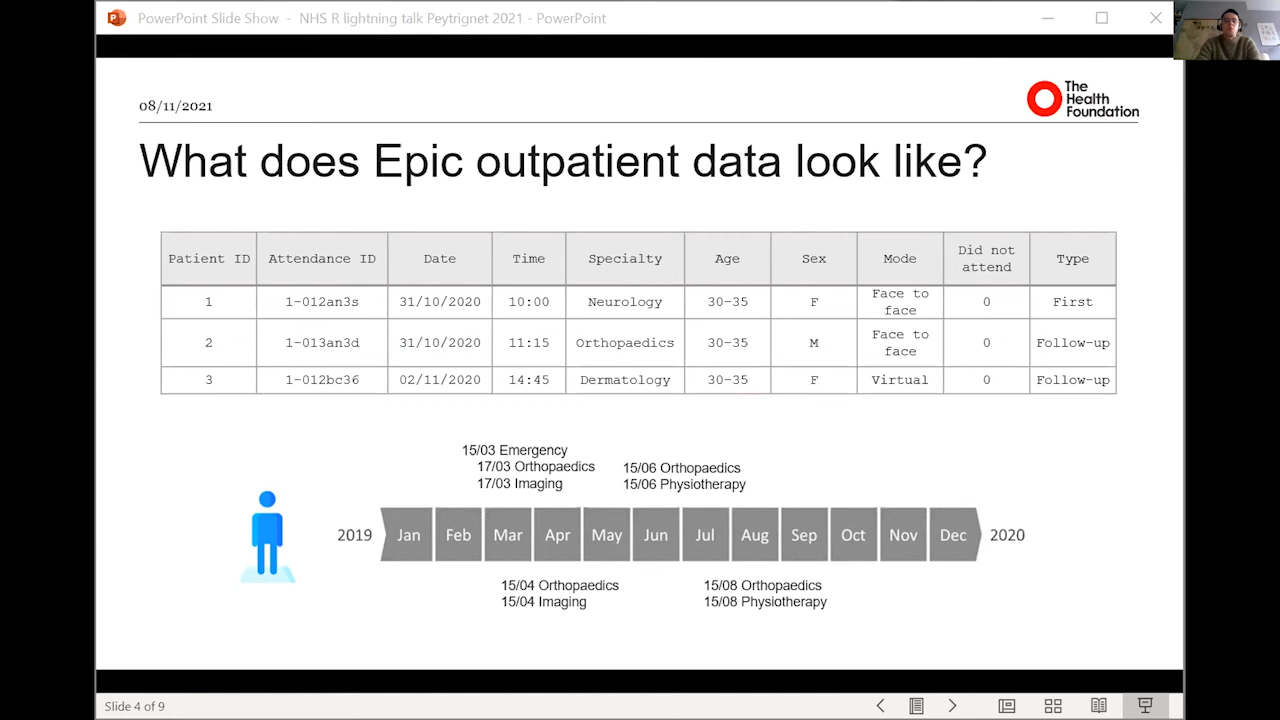 PowerPoint Slide Show - NHS R lightning talk Peytrignet 2021 - PowerPoint
08/11/2021
The
Health
Foundation
What does Epic outpatient data look like?
Patient ID Attendance ID Date Time Specialty Age Sex Mode Did not attend Type
1 1-012an3s 31/10/2020 10:00 Neurology 30-35 F Face to face 0 First
2 1-013an3d 31/10/2020 11:15 Orthopaedics 30-35 M Face to face 0 Follow-up
3 1-012bc36 02/11/2020 14:45 Dermatology 30-35 F Virtual 0 Follow-up
15/03 Emergency
17/03 Orthopaedics
17/03 Imaging
15/06 Orthopaedics
15/06 Physiotherapy
2019 Jan Feb Mar Apr May Jun Jul Aug Sep Oct Nov Dec 2020
15/04 Orthopaedics
15/04 Imaging
15/08 Orthopaedics
15/08 Physiotherapy
Slide 4 of 9